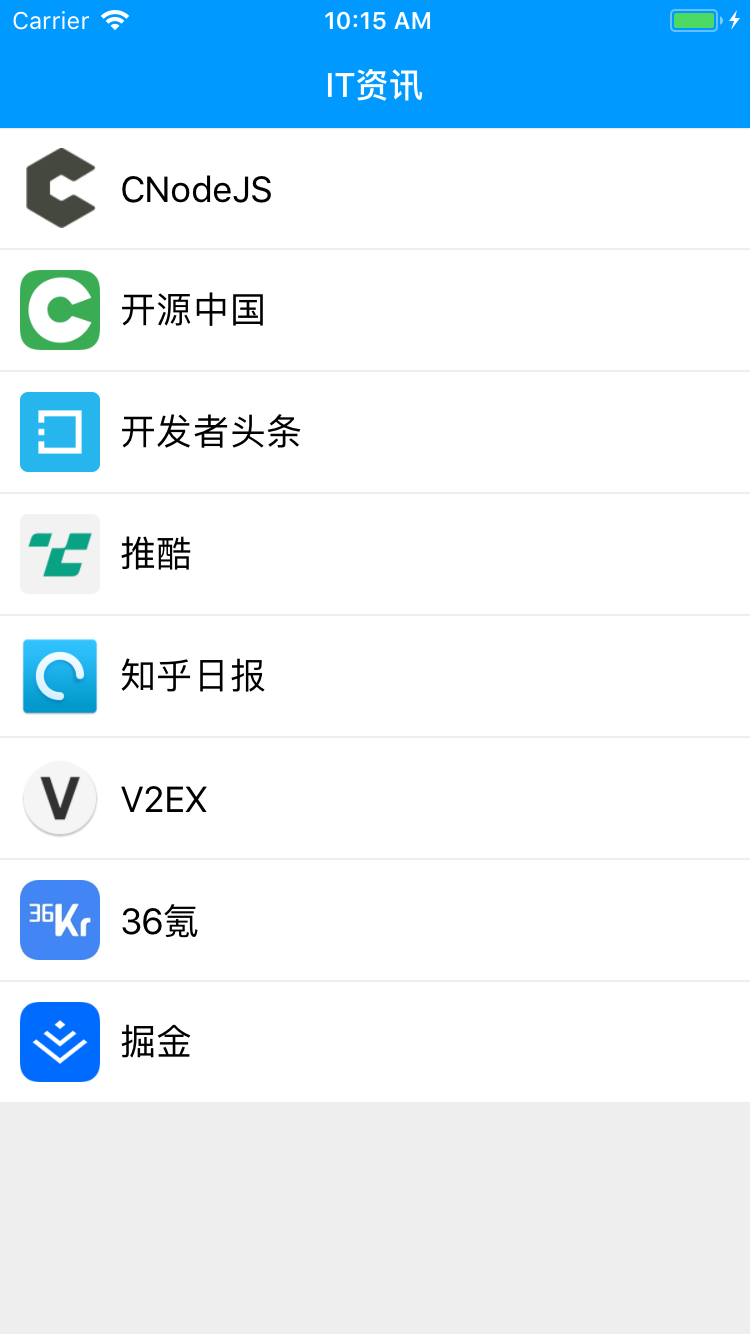 Carrier 10:15 AM
IT资讯
CNodeJS
开源中国
开发者头条
推酷
知乎日报
V V2EX
36Kr 36氪
掘金